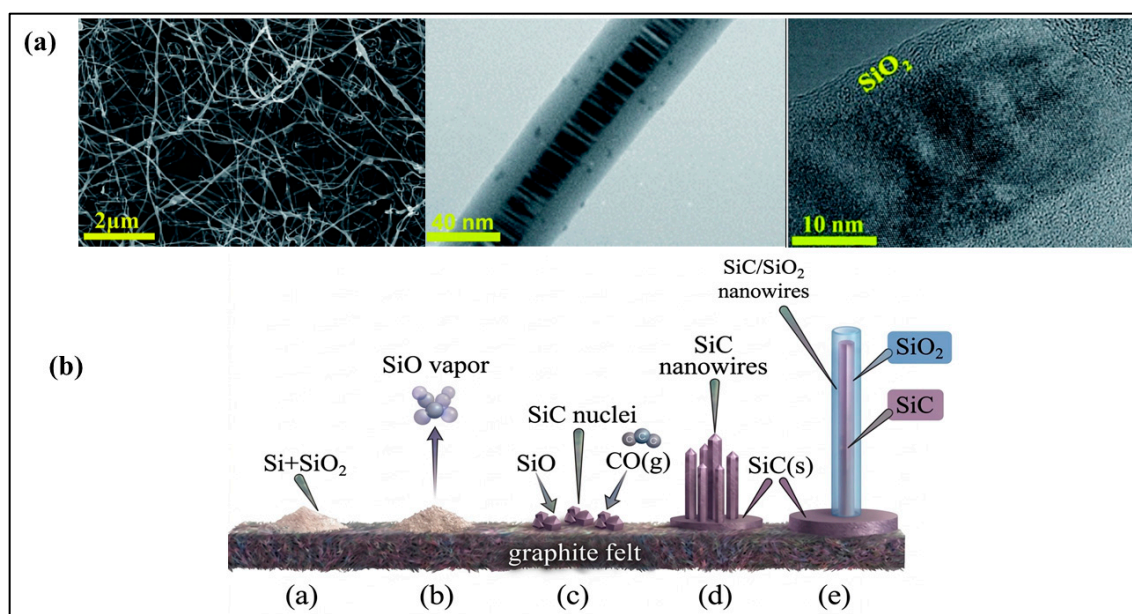 (a)
SiO₂
2μm
40 nm
10 nm
(b)
SiC/SiO₂
nanowires
SiO vapor
SiC
nanowires
SiO₂
SiC nuclei
SiC
Si+SiO₂
SiO
C C C
CO(g)
SiC(s)
graphite felt
(a) (b) (c) (d) (e)